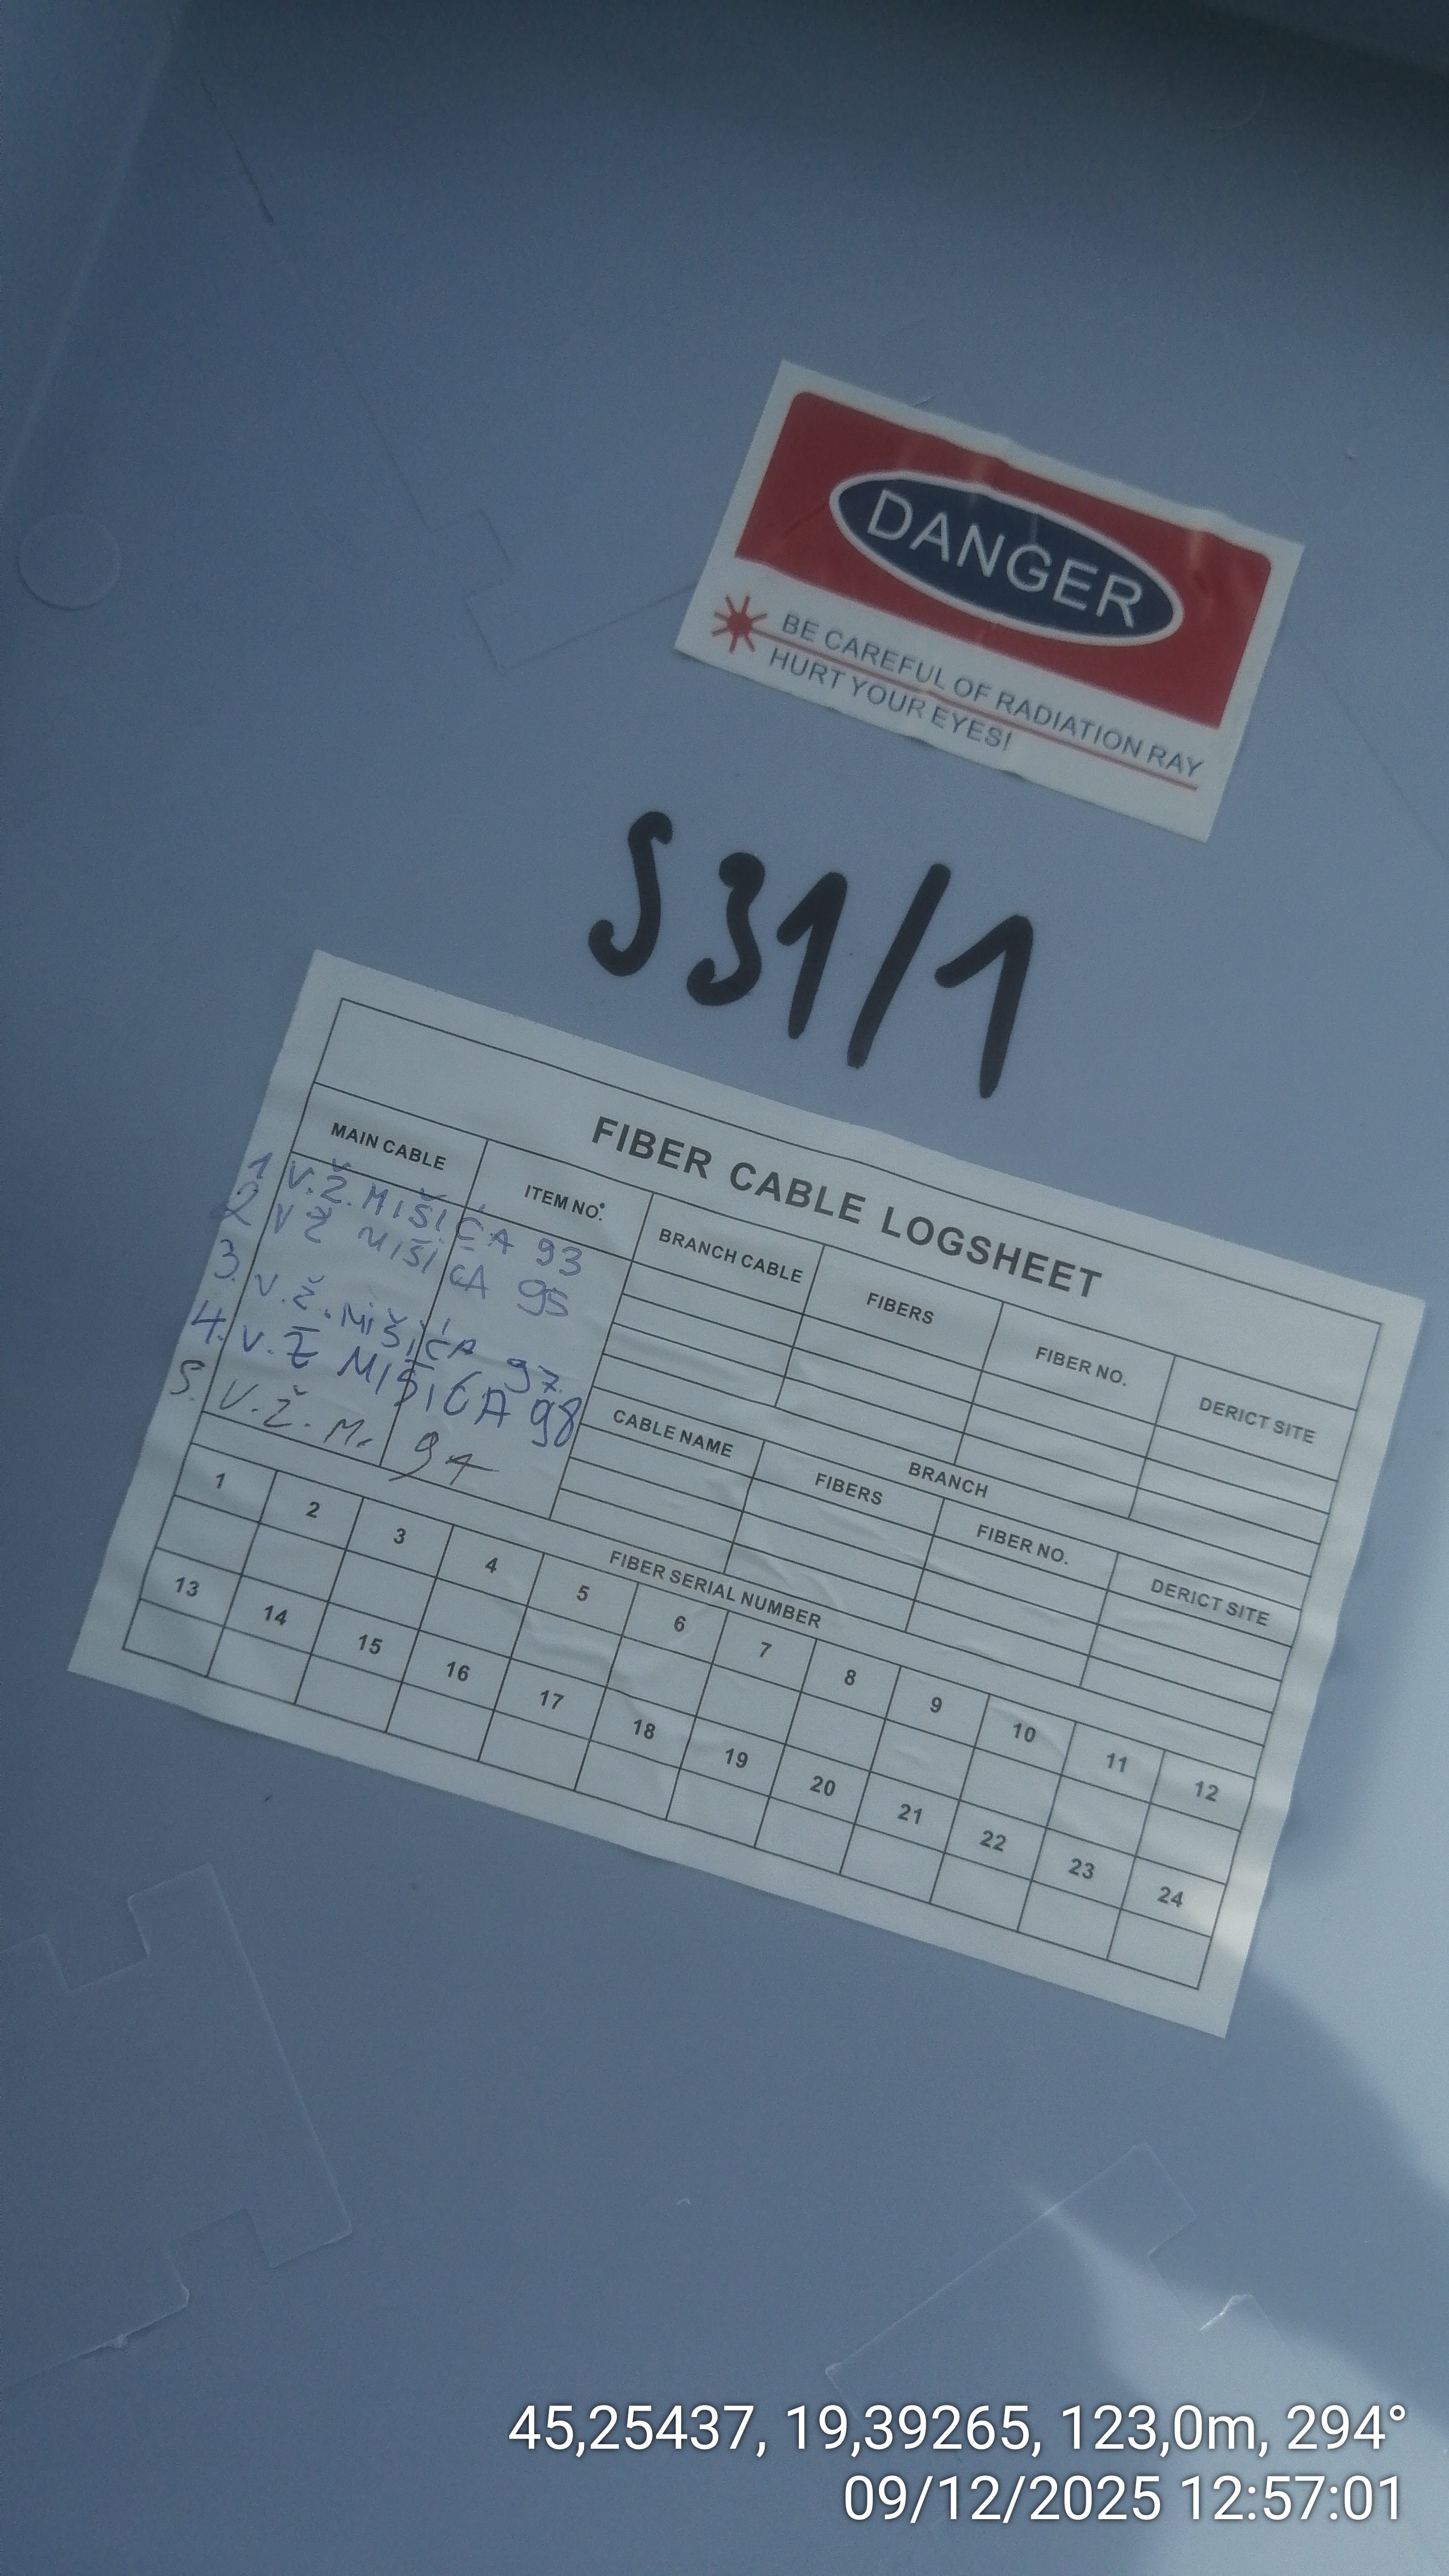 DANGER
BE CAREFUL OF RADIATION RAY
HURT YOUR EYES!
S31/1
FIBER CABLE LOGSHEET
MAIN CABLE ITEM NO. BRANCH CABLE FIBERS FIBER NO. DERICT SITE
1 V.Ž. MIŠIĆA 93
2 V Ž MIŠIĆA 95
3. V.Ž. MIŠIĆA 97
4. V.Ž MIŠIĆA 98
5. V.Ž. M. 94
BRANCH
CABLE NAME FIBERS FIBER NO. DERICT SITE
FIBER SERIAL NUMBER
1 2 3 4 5 6 7 8 9 10 11 12
13 14 15 16 17 18 19 20 21 22 23 24
45,25437, 19,39265, 123,0m, 294°
09/12/2025 12:57:01